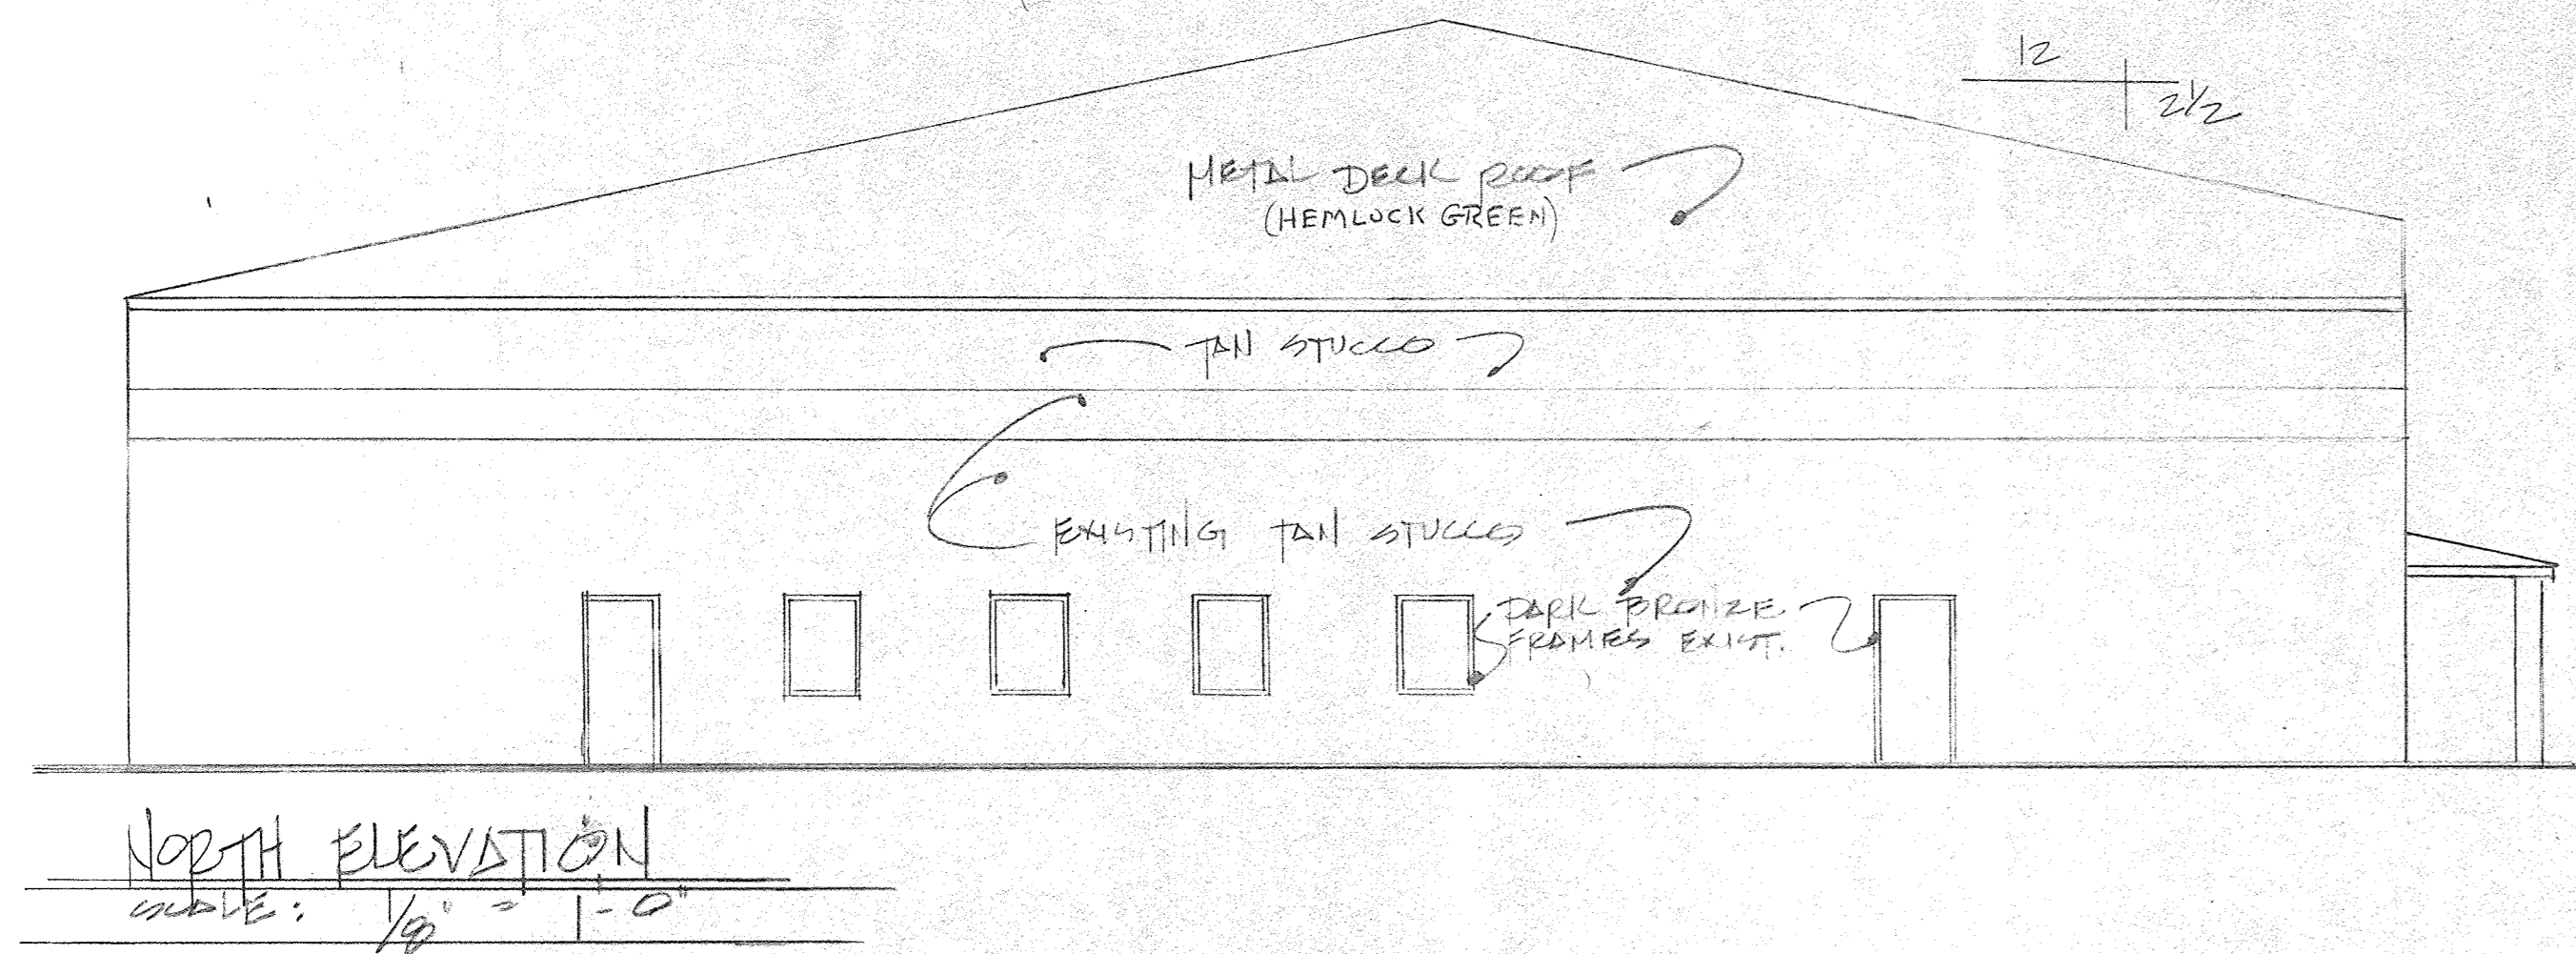 12
2½
METAL DECK ROOF
(HEMLOCK GREEN)
TAN STUCCO
EXISTING TAN STUCCO
DARK BRONZE
FRAMES EXIST.
NORTH ELEVATION
SCALE: 1/8" = 1'-0"